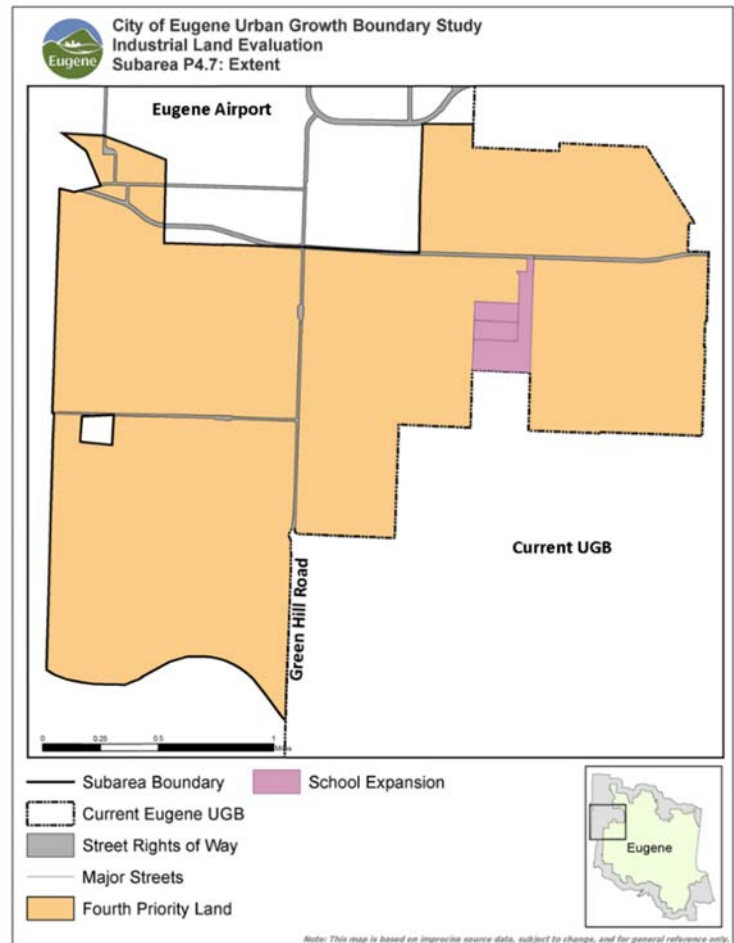 City of Eugene Urban Growth Boundary Study
Industrial Land Evaluation
Subarea P4.7: Extent
Eugene
Eugene Airport
Current UGB
Green Hill Road
0 0.25 0.5 1
Miles
Subarea Boundary
School Expansion
Current Eugene UGB
Street Rights of Way
Major Streets
Fourth Priority Land
Eugene
Note: This map is based on imprecise source data, subject to change, and for general reference only.